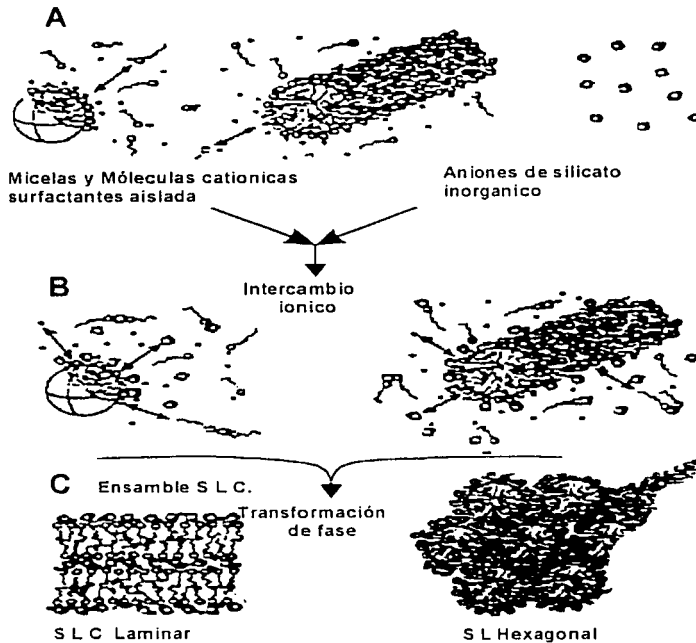 A
Micelas y Móleculas cationicas
surfactantes aislada
Aniones de silicato
inorganico
Intercambio
ionico
B
C
Ensamble S L C.
Transformación
de fase
S L C Laminar
S L Hexagonal